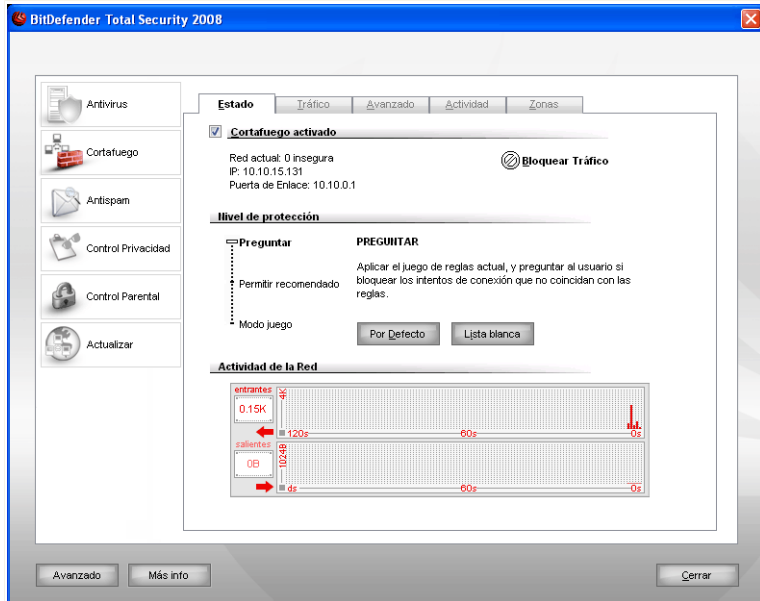 BitDefender Total Security 2008
Antivirus
Cortafuego
Antispam
Control Privacidad
Control Parental
Actualizar
Estado Tráfico Avanzado Actividad Zonas
Cortafuego activado
Red actual: 0 insegura
IP: 10.10.15.131
Puerta de Enlace: 10.10.0.1
Bloquear Tráfico
Nivel de protección
Preguntar
Permitir recomendado
Modo juego
PREGUNTAR
Aplicar el juego de reglas actual, y preguntar al usuario si
bloquear los intentos de conexión que no coincidan con las
reglas.
Por Defecto Lista blanca
Actividad de la Red
entrantes
0.15K
4K
120s 60s 0s
salientes
0B
1024B
ds 60s 0s
Avanzado Más info Cerrar